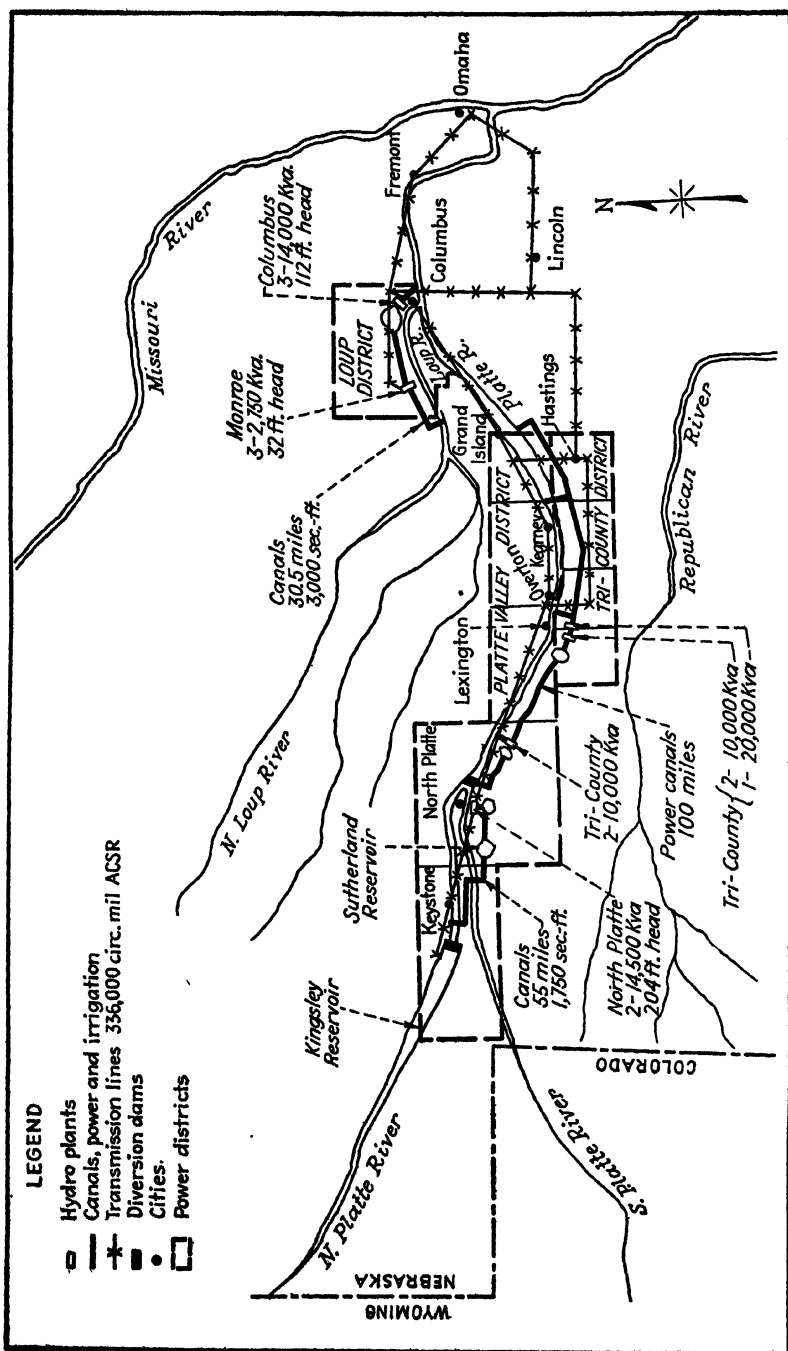 LEGEND
Hydro plants
Canals, power and irrigation
Transmission lines 336,000 circ. mil ACSR
Diversion dams
Cities.
Power districts
WYOMING
NEBRASKA
COLORADO
N. Platte River
S. Platte River
Kingsley
Reservoir
Keystone
Sutherland
Reservoir
North Platte
N. Loup River
Canals
55 miles
1,750 sec.-ft.
North Platte
2-14,500 Kva
204 ft. head
Tri-County
2-10,000 Kva
Power canals
100 miles
Tri-County { 2- 10,000 Kva
1- 20,000 Kva
Lexington
PLATTE VALLEY DISTRICT
Overton
Kearney
TRI-COUNTY DISTRICT
Republican River
Canals
30.5 miles
3,000 sec.-ft.
Monroe
3-2,750 Kva.
32 ft. head
LOUP
DISTRICT
Columbus
3-14,000 Kva.
112 ft. head
Loup R.
Grand
Island
Platte R.
Hastings
Columbus
Fremont
Omaha
Lincoln
Missouri
River
N